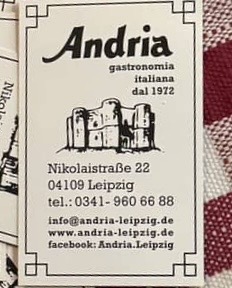 Andria
gastronomia
italiana
dal 1972
Nikolaistraße 22
04109 Leipzig
tel.: 0341- 960 66 88
info@andria-leipzig.de
www.andria-leipzig.de
facebook: Andria.Leipzig